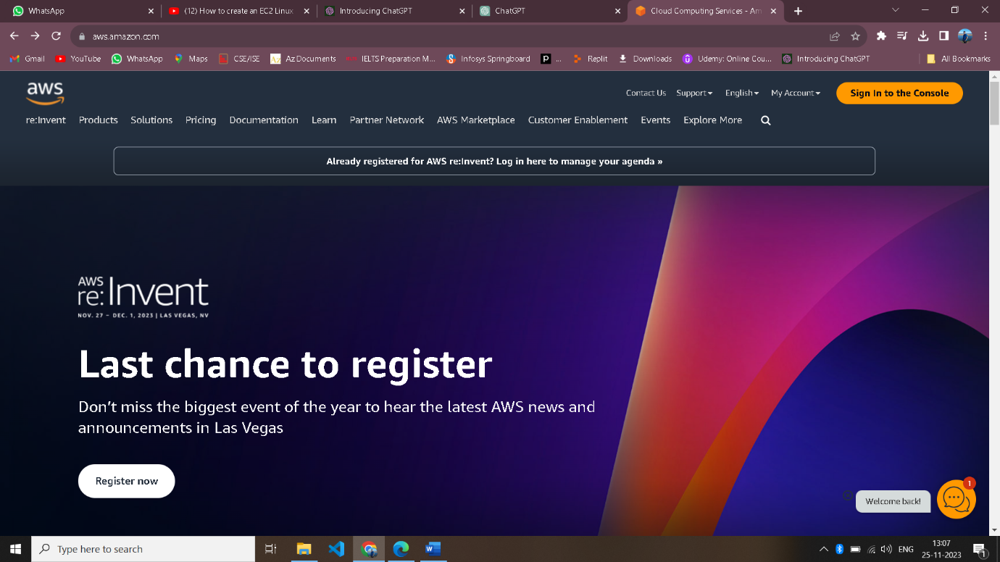 WhatsApp
(12) How to create an EC2 Linux
Introducing ChatGPT
ChatGPT
Cloud Computing Services - Am
aws.amazon.com
Gmail
YouTube
WhatsApp
Maps
CSE/ISE
AzDocuments
IELTS Preparation M...
Infosys Springboard
...
Replit
Downloads
Udemy: Online Cou...
Introducing ChatGPT
All Bookmarks
aws
Contact Us
Support
English
My Account
Sign In to the Console
re:Invent
Products
Solutions
Pricing
Documentation
Learn
Partner Network
AWS Marketplace
Customer Enablement
Events
Explore More
Already registered for AWS re:Invent? Log in here to manage your agenda »
AWS
re:Invent
NOV. 27 – DEC. 1, 2023 | LAS VEGAS, NV
Last chance to register
Don’t miss the biggest event of the year to hear the latest AWS news and
announcements in Las Vegas
Register now
Welcome back!
1
Type here to search
ENG
13:07
25-11-2023
1